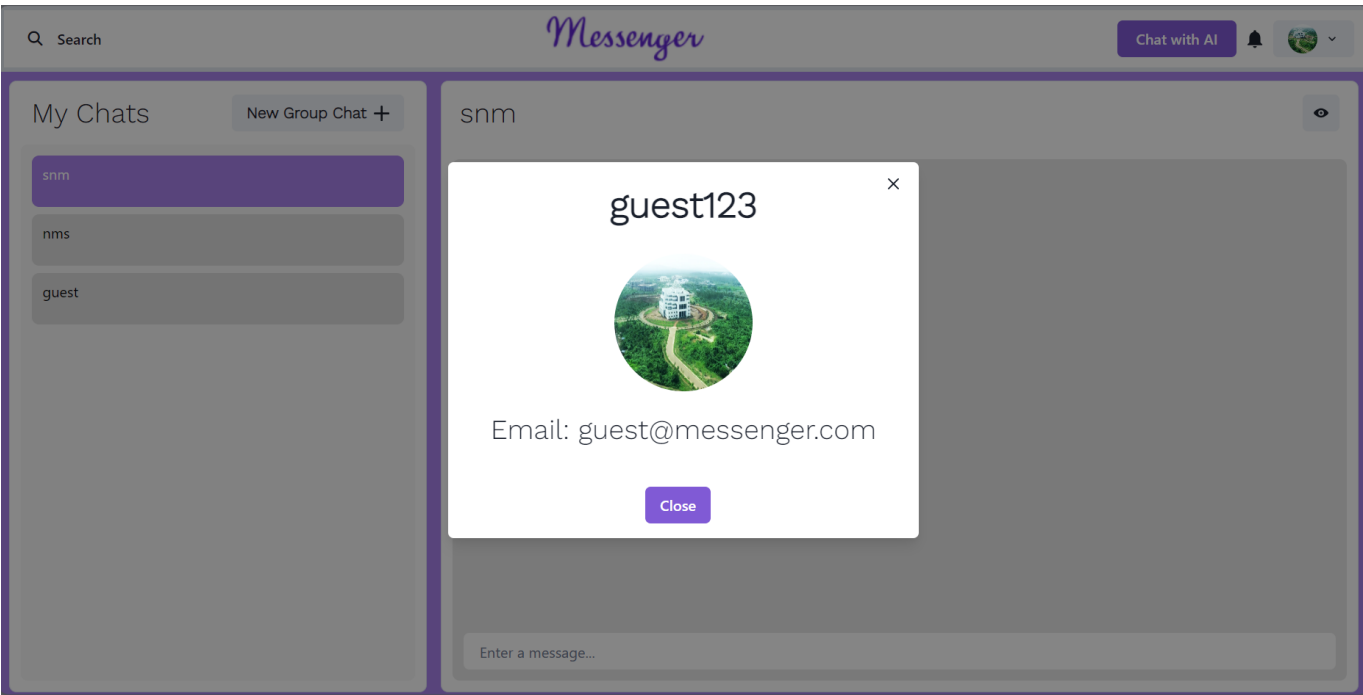 Search
Messenger
Chat with AI
My Chats
New Group Chat
snm
nms
guest
snm
guest123
Email: guest@messenger.com
Close
Enter a message...